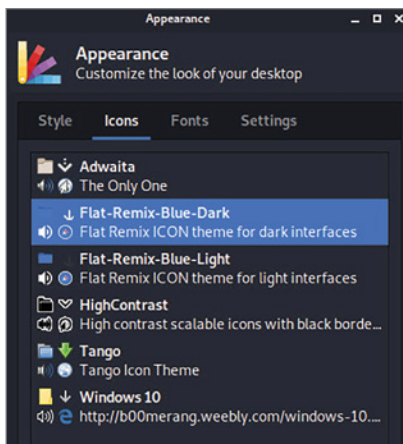 Appearance
Appearance
Customize the look of your desktop
Style Icons Fonts Settings
Adwaita
The Only One
Flat-Remix-Blue-Dark
Flat Remix ICON theme for dark interfaces
Flat-Remix-Blue-Light
Flat Remix ICON theme for light interfaces
HighContrast
High contrast scalable icons with black borde...
Tango
Tango Icon Theme
Windows 10
http://b00merang.weebly.com/windows-10....